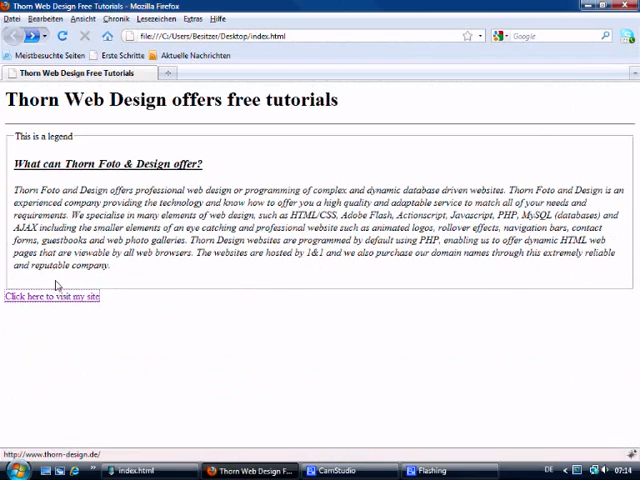 Thorn Web Design Free Tutorials - Mozilla Firefox
Datei Bearbeiten Ansicht Chronik Lesezeichen Extras Hilfe
file:///C:/Users/Besitzer/Desktop/index.html
Google
Meistbesuchte Seiten Erste Schritte Aktuelle Nachrichten
Thorn Web Design Free Tutorials
Thorn Web Design offers free tutorials
This is a legend
What can Thorn Foto & Design offer?
Thorn Foto and Design offers professional web design or programming of complex and dynamic database driven websites. Thorn Foto and Design is an
experienced company providing the technology and know how to offer you a high quality and adaptable service to match all of your needs and
requirements. We specialise in many elements of web design, such as HTML/CSS, Adobe Flash, Actionscript, Javascript, PHP, MySQL (databases) and
AJAX including the smaller elements of an eye catching and professional website such as animated logos, rollover effects, navigation bars, contact
forms, guestbooks and web photo galleries. Thorn Design websites are programmed by default using PHP, enabling us to offer dynamic HTML web
pages that are viewable by all web browsers. The websites are hosted by 1&1 and we also purchase our domain names through this extremely reliable
and reputable company.
Click here to visit my site
http://www.thorn-design.de/
index.html Thorn Web Design F... CamStudio Flashing DE 07:14